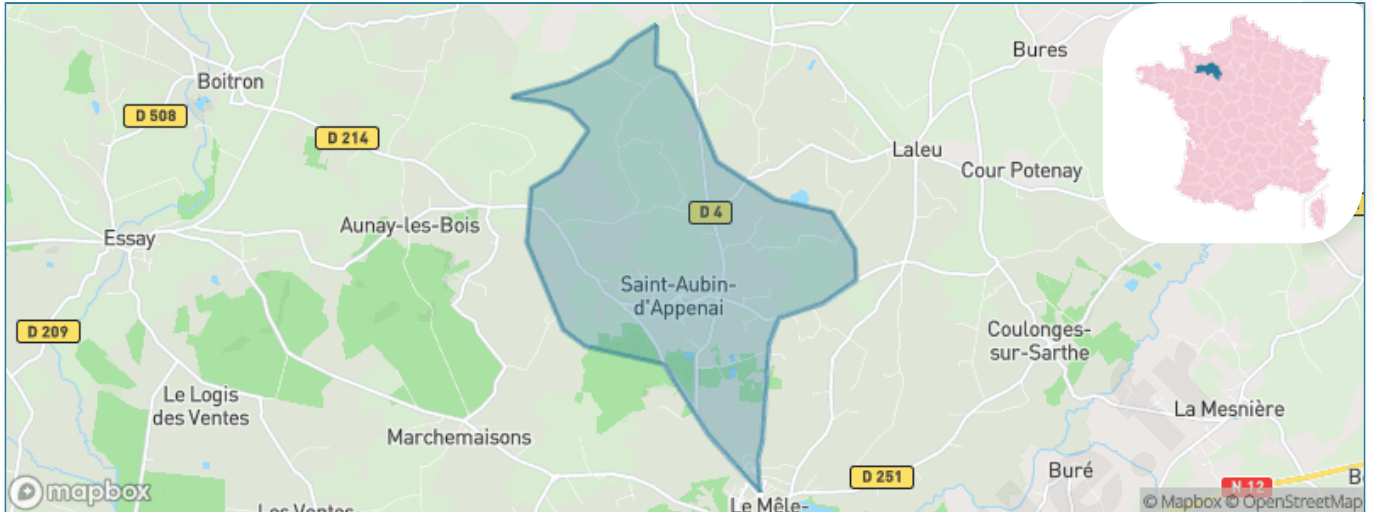 Bures
Boitron
D 508
D 214
Laleu
Cour Potenay
D 4
Aunay-les-Bois
Essay
Saint-Aubin-
d'Appenai
D 209
Coulonges-
sur-Sarthe
Le Logis
des Ventes
La Mesnière
Marchemaisons
Buré
D 251
N 12
mapbox
Le Mêle-
© Mapbox © OpenStreetMap